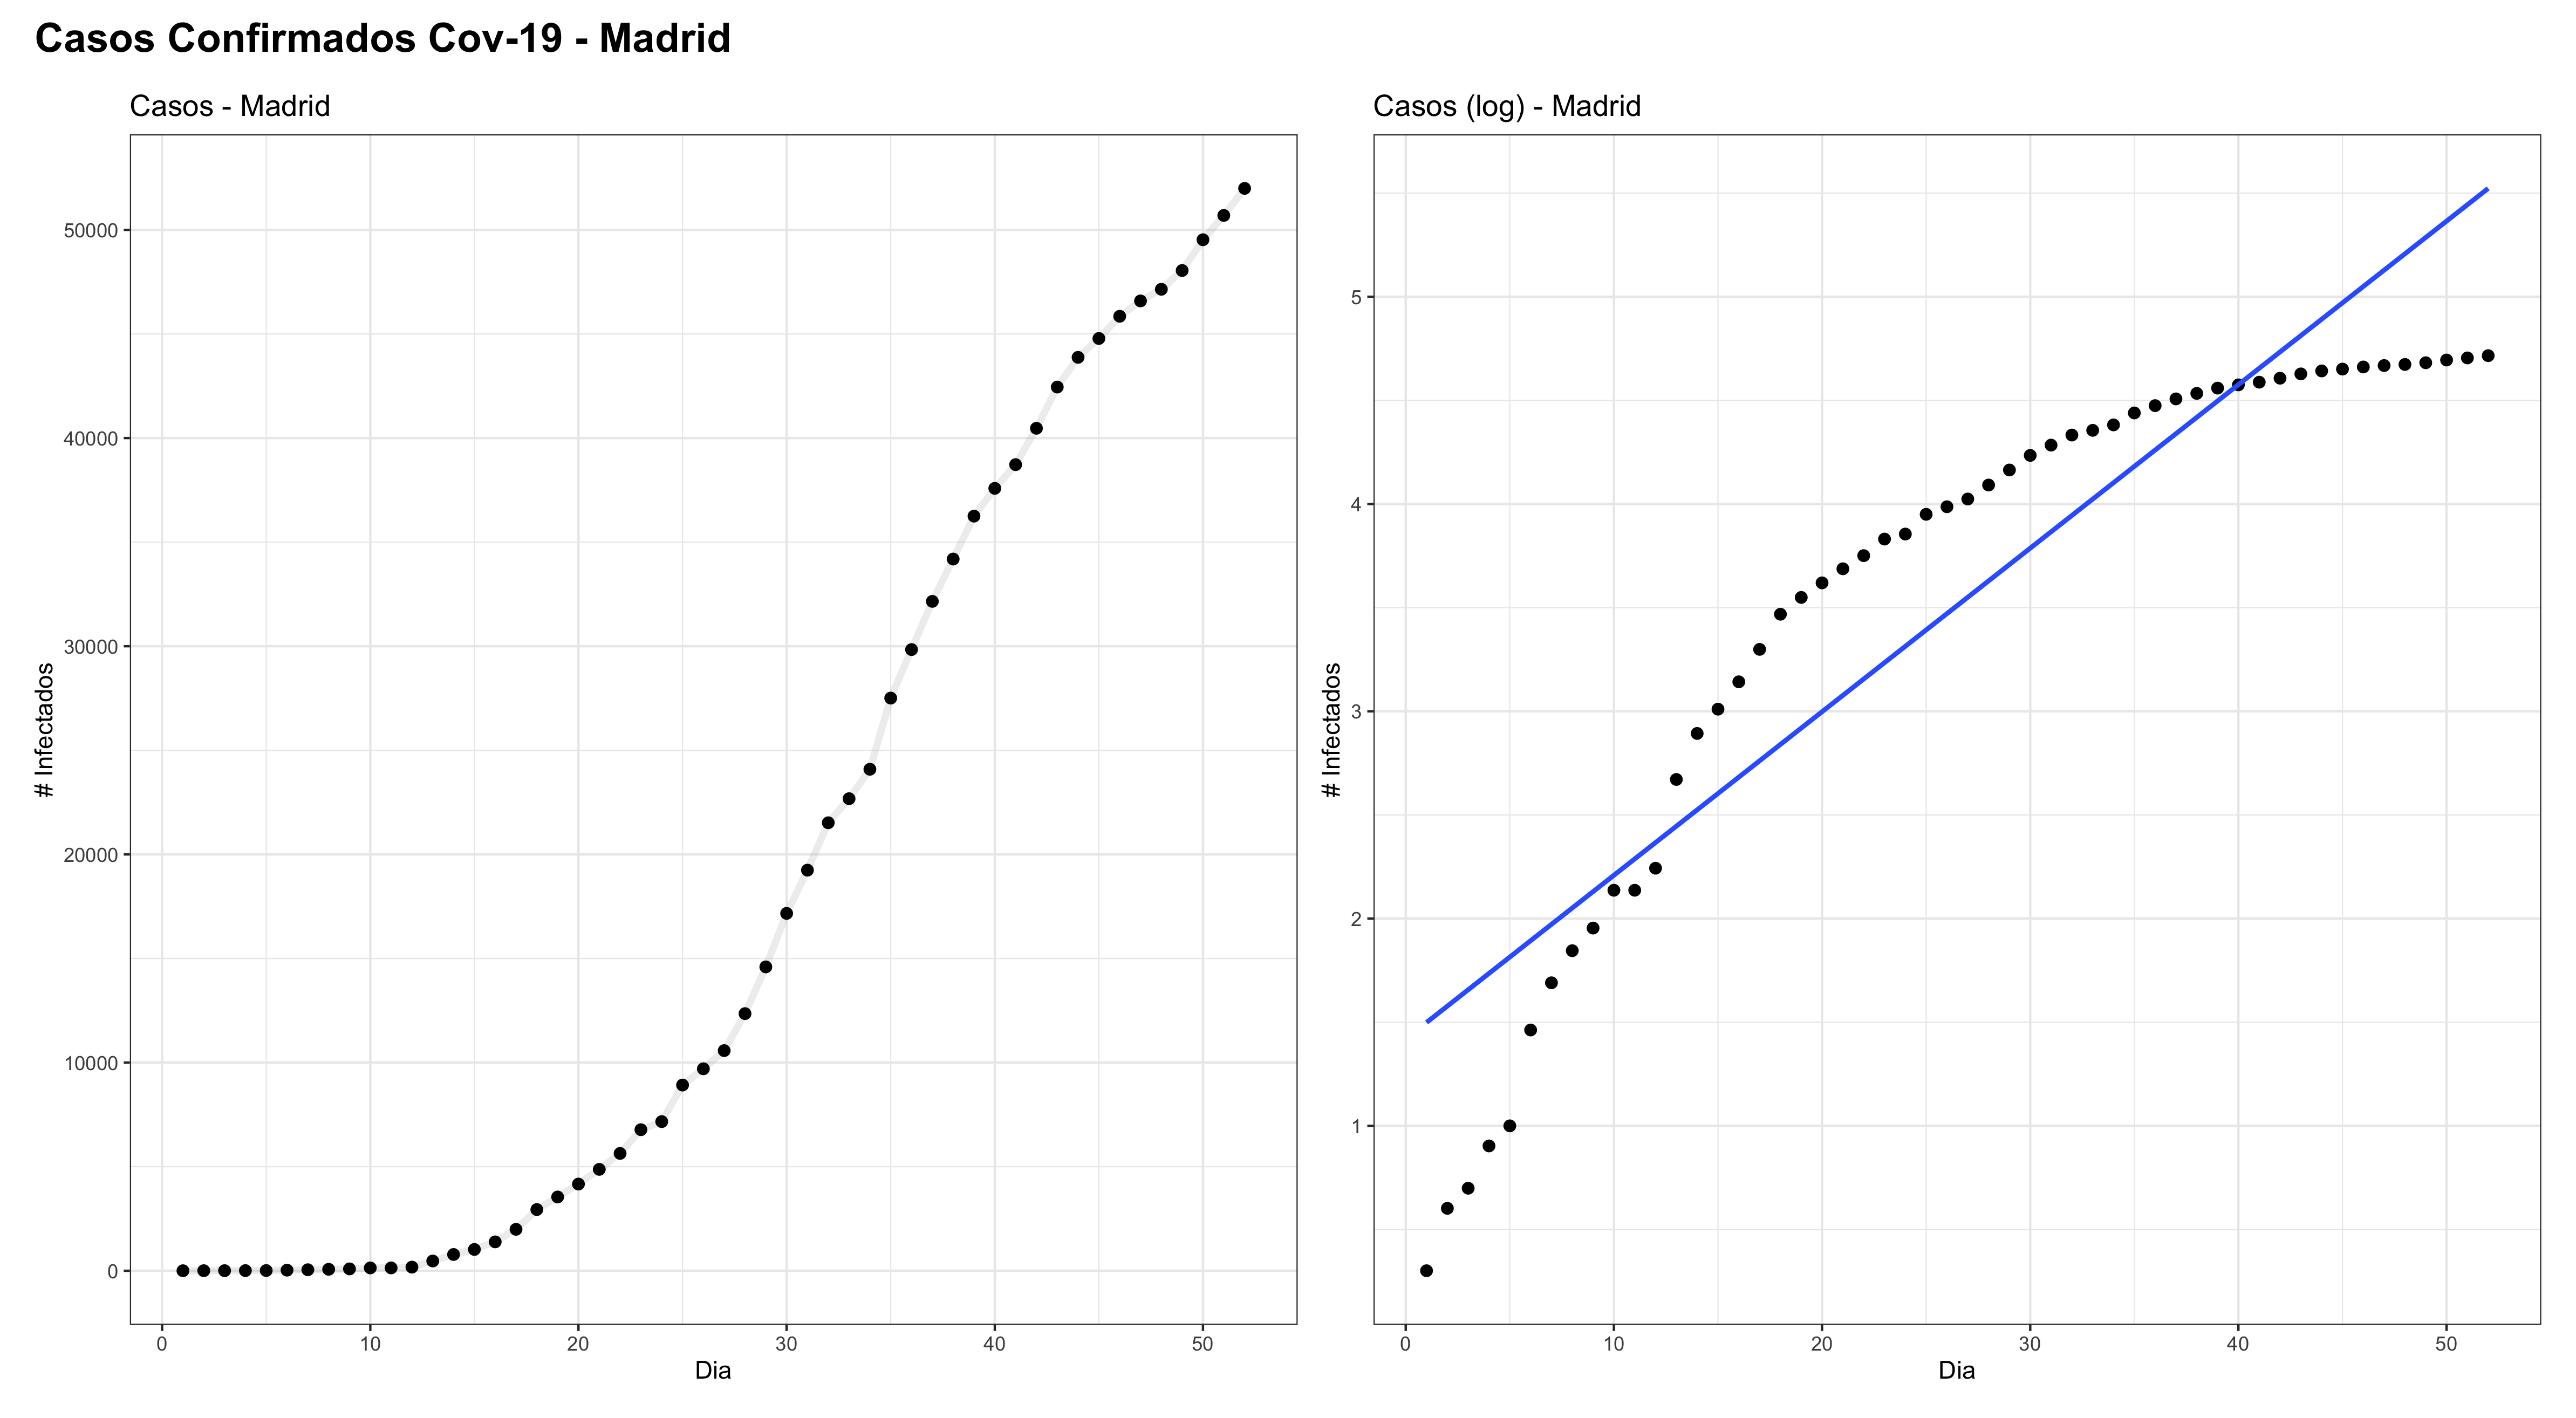 Casos Confirmados Cov-19 - Madrid
Casos - Madrid
# Infectados
50000
40000
30000
20000
10000
0
0 10 20 30 40 50
Dia
Casos (log) - Madrid
# Infectados
5
4
3
2
1
0 10 20 30 40 50
Dia